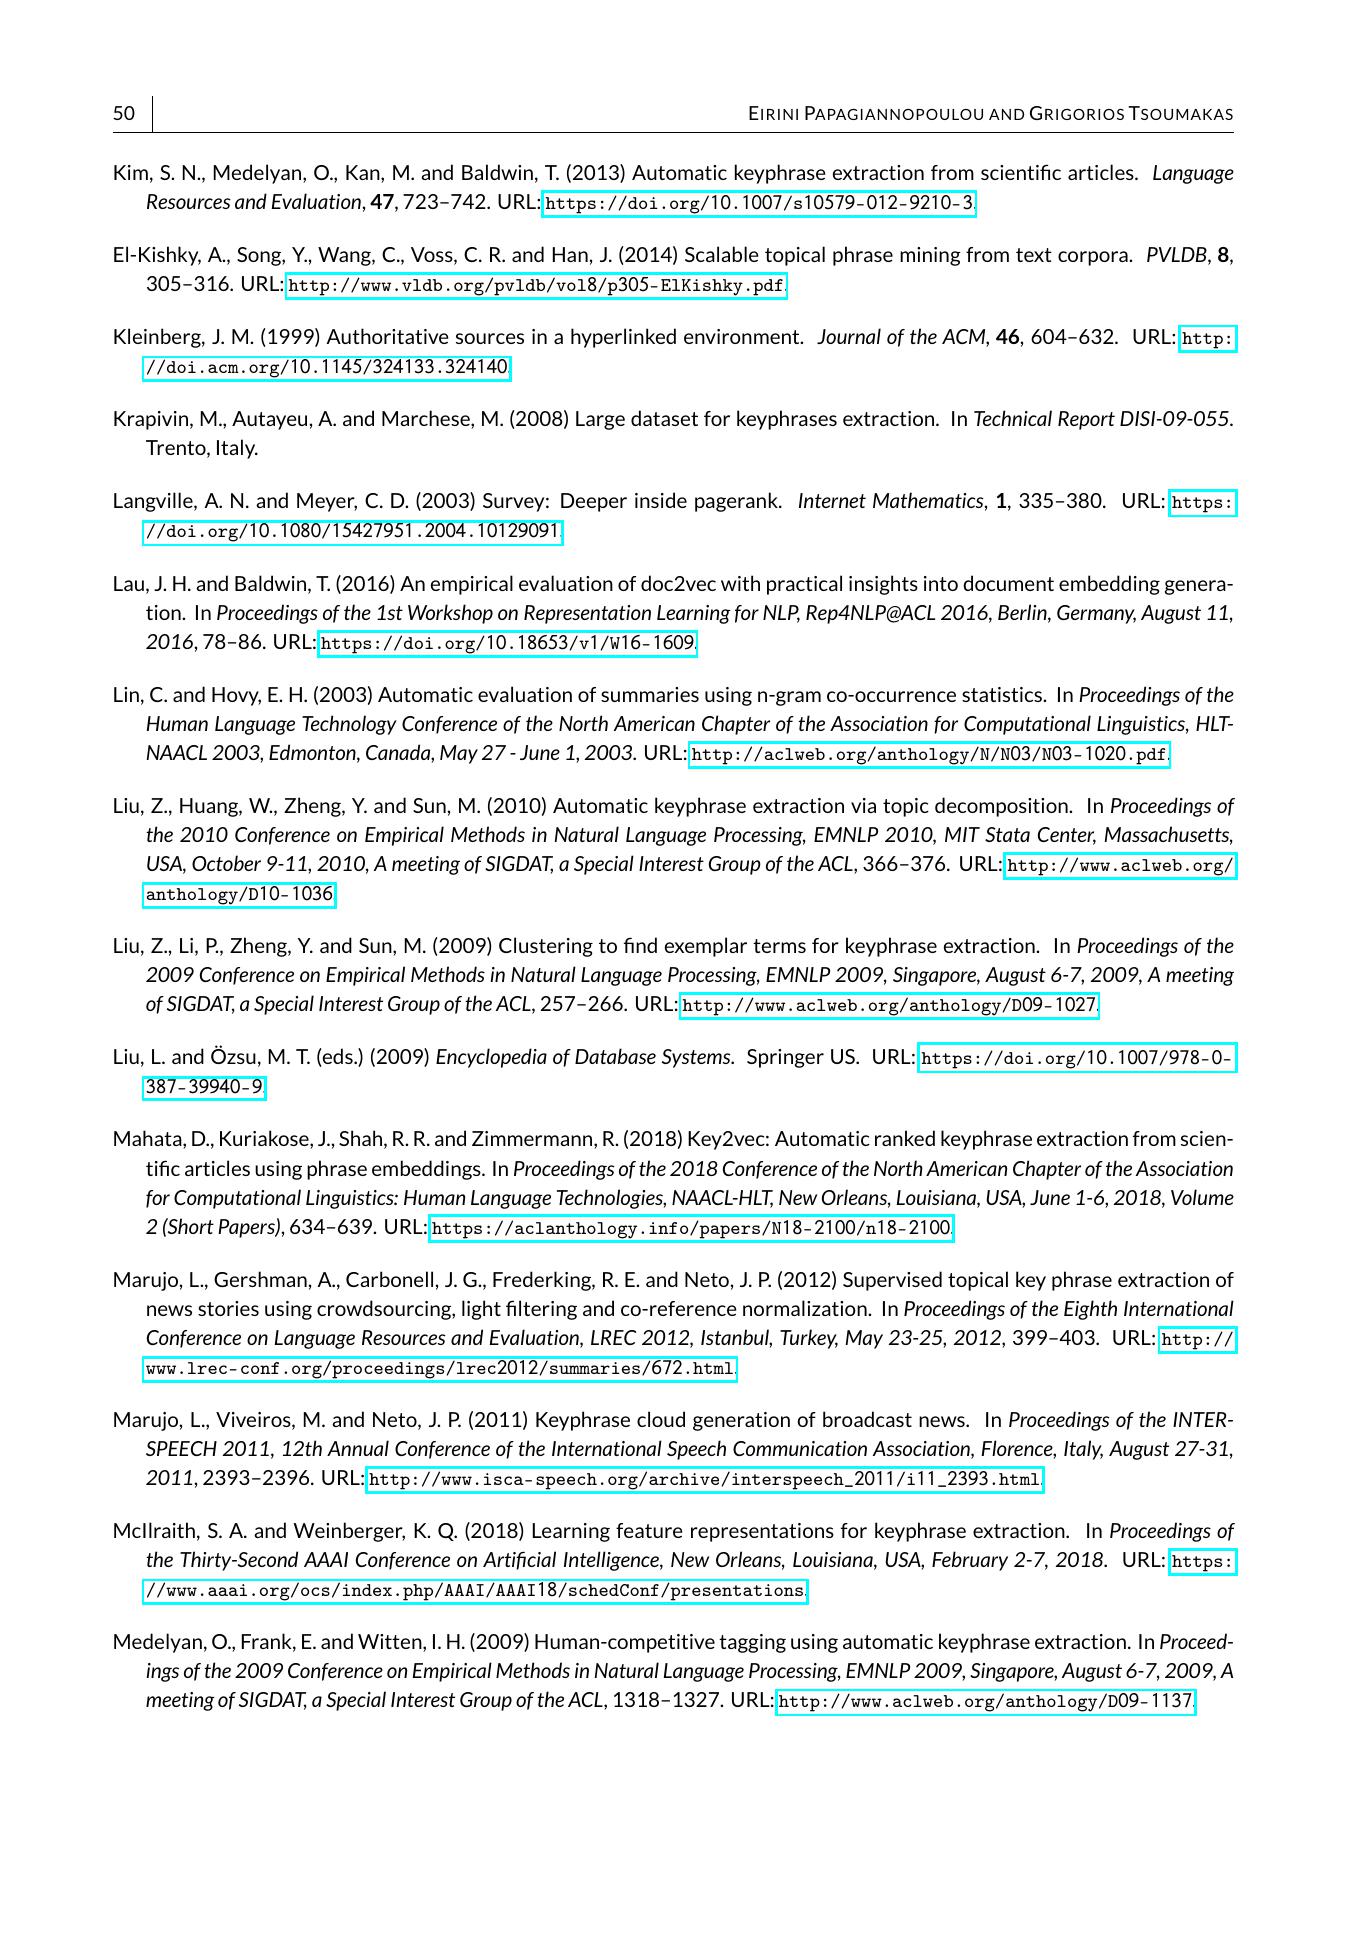 50
EIRINI PAPAGIANNOPOULOU AND GRIGORIOS TSOUMAKAS
Kim, S. N., Medelyan, O., Kan, M. and Baldwin, T. (2013) Automatic keyphrase extraction from scientific articles. Language
Resources and Evaluation, 47, 723–742. URL: https://doi.org/10.1007/s10579-012-9210-3.
El-Kishky, A., Song, Y., Wang, C., Voss, C. R. and Han, J. (2014) Scalable topical phrase mining from text corpora. PVLDB, 8,
305–316. URL: http://www.vldb.org/pvldb/vol8/p305-ElKishky.pdf.
Kleinberg, J. M. (1999) Authoritative sources in a hyperlinked environment. Journal of the ACM, 46, 604–632. URL: http:
//doi.acm.org/10.1145/324133.324140.
Krapivin, M., Autayeu, A. and Marchese, M. (2008) Large dataset for keyphrases extraction. In Technical Report DISI-09-055.
Trento, Italy.
Langville, A. N. and Meyer, C. D. (2003) Survey: Deeper inside pagerank. Internet Mathematics, 1, 335–380. URL: https:
//doi.org/10.1080/15427951.2004.10129091.
Lau, J. H. and Baldwin, T. (2016) An empirical evaluation of doc2vec with practical insights into document embedding genera-
tion. In Proceedings of the 1st Workshop on Representation Learning for NLP, Rep4NLP@ACL 2016, Berlin, Germany, August 11,
2016, 78–86. URL: https://doi.org/10.18653/v1/W16-1609.
Lin, C. and Hovy, E. H. (2003) Automatic evaluation of summaries using n-gram co-occurrence statistics. In Proceedings of the
Human Language Technology Conference of the North American Chapter of the Association for Computational Linguistics, HLT-
NAACL 2003, Edmonton, Canada, May 27 - June 1, 2003. URL: http://aclweb.org/anthology/N/N03/N03-1020.pdf.
Liu, Z., Huang, W., Zheng, Y. and Sun, M. (2010) Automatic keyphrase extraction via topic decomposition. In Proceedings of
the 2010 Conference on Empirical Methods in Natural Language Processing, EMNLP 2010, MIT Stata Center, Massachusetts,
USA, October 9-11, 2010, A meeting of SIGDAT, a Special Interest Group of the ACL, 366–376. URL: http://www.aclweb.org/
anthology/D10-1036.
Liu, Z., Li, P., Zheng, Y. and Sun, M. (2009) Clustering to find exemplar terms for keyphrase extraction. In Proceedings of the
2009 Conference on Empirical Methods in Natural Language Processing, EMNLP 2009, Singapore, August 6-7, 2009, A meeting
of SIGDAT, a Special Interest Group of the ACL, 257–266. URL: http://www.aclweb.org/anthology/D09-1027.
Liu, L. and Özsu, M. T. (eds.) (2009) Encyclopedia of Database Systems. Springer US. URL: https://doi.org/10.1007/978-0-
387-39940-9.
Mahata, D., Kuriakose, J., Shah, R. R. and Zimmermann, R. (2018) Key2vec: Automatic ranked keyphrase extraction from scien-
tific articles using phrase embeddings. In Proceedings of the 2018 Conference of the North American Chapter of the Association
for Computational Linguistics: Human Language Technologies, NAACL-HLT, New Orleans, Louisiana, USA, June 1-6, 2018, Volume
2 (Short Papers), 634–639. URL: https://aclanthology.info/papers/N18-2100/n18-2100.
Marujo, L., Gershman, A., Carbonell, J. G., Frederking, R. E. and Neto, J. P. (2012) Supervised topical key phrase extraction of
news stories using crowdsourcing, light filtering and co-reference normalization. In Proceedings of the Eighth International
Conference on Language Resources and Evaluation, LREC 2012, Istanbul, Turkey, May 23-25, 2012, 399–403. URL: http://
www.lrec-conf.org/proceedings/lrec2012/summaries/672.html.
Marujo, L., Viveiros, M. and Neto, J. P. (2011) Keyphrase cloud generation of broadcast news. In Proceedings of the INTER-
SPEECH 2011, 12th Annual Conference of the International Speech Communication Association, Florence, Italy, August 27-31,
2011, 2393–2396. URL: http://www.isca-speech.org/archive/interspeech_2011/i11_2393.html.
McIlraith, S. A. and Weinberger, K. Q. (2018) Learning feature representations for keyphrase extraction. In Proceedings of
the Thirty-Second AAAI Conference on Artificial Intelligence, New Orleans, Louisiana, USA, February 2-7, 2018. URL: https:
//www.aaai.org/ocs/index.php/AAAI/AAAI18/schedConf/presentations.
Medelyan, O., Frank, E. and Witten, I. H. (2009) Human-competitive tagging using automatic keyphrase extraction. In Proceed-
ings of the 2009 Conference on Empirical Methods in Natural Language Processing, EMNLP 2009, Singapore, August 6-7, 2009, A
meeting of SIGDAT, a Special Interest Group of the ACL, 1318–1327. URL: http://www.aclweb.org/anthology/D09-1137.